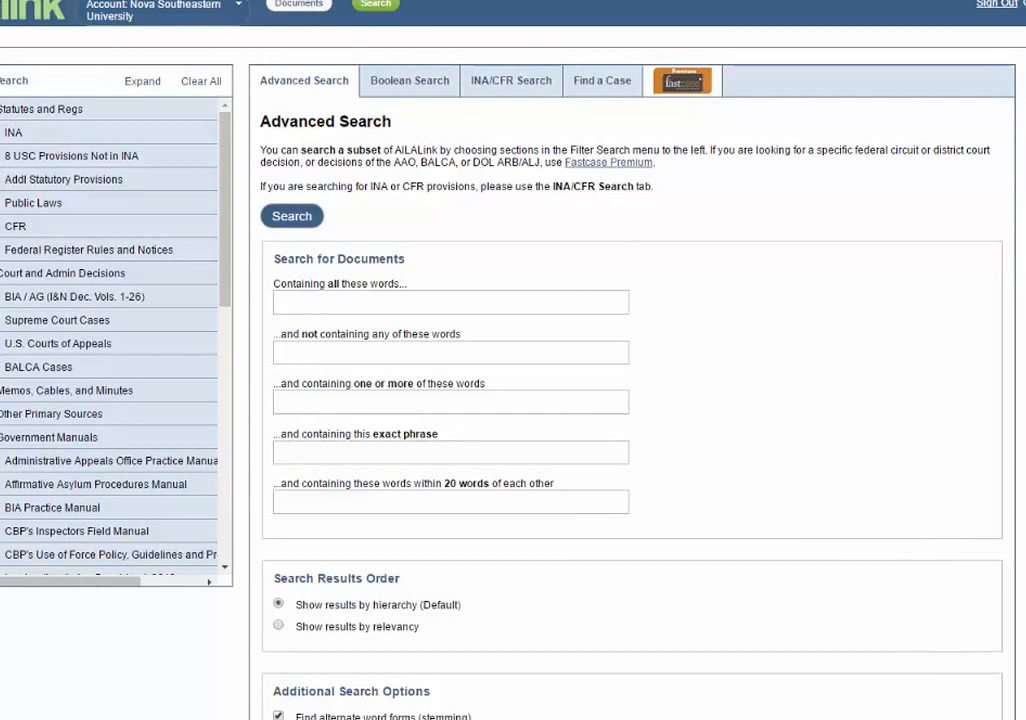 link
Account: Nova Southeastern
University
Documents
Search
Sign Out
earch
Expand
Clear All
Statutes and Regs
INA
8 USC Provisions Not in INA
Addl Statutory Provisions
Public Laws
CFR
Federal Register Rules and Notices
Court and Admin Decisions
BIA / AG (I&N Dec. Vols. 1-26)
Supreme Court Cases
U.S. Courts of Appeals
BALCA Cases
Memos, Cables, and Minutes
Other Primary Sources
Government Manuals
Administrative Appeals Office Practice Manua
Affirmative Asylum Procedures Manual
BIA Practice Manual
CBP's Inspectors Field Manual
CBP's Use of Force Policy, Guidelines and Pr
Advanced Search
Boolean Search
INA/CFR Search
Find a Case
fastcase
Advanced Search
You can search a subset of AILALink by choosing sections in the Filter Search menu to the left. If you are looking for a specific federal circuit or district court
decision, or decisions of the AAO, BALCA, or DOL ARB/ALJ, use Fastcase Premium.
If you are searching for INA or CFR provisions, please use the INA/CFR Search tab.
Search
Search for Documents
Containing all these words...
...and not containing any of these words
...and containing one or more of these words
...and containing this exact phrase
...and containing these words within 20 words of each other
Search Results Order
Show results by hierarchy (Default)
Show results by relevancy
Additional Search Options
Find alternate word forms (stemming)